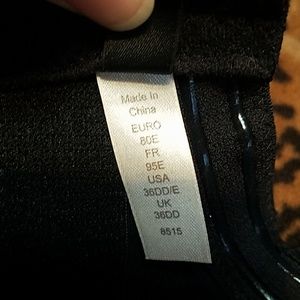 Made In
China
EURO
80E
FR
95E
USA
36DD/E
UK
36DD
8515